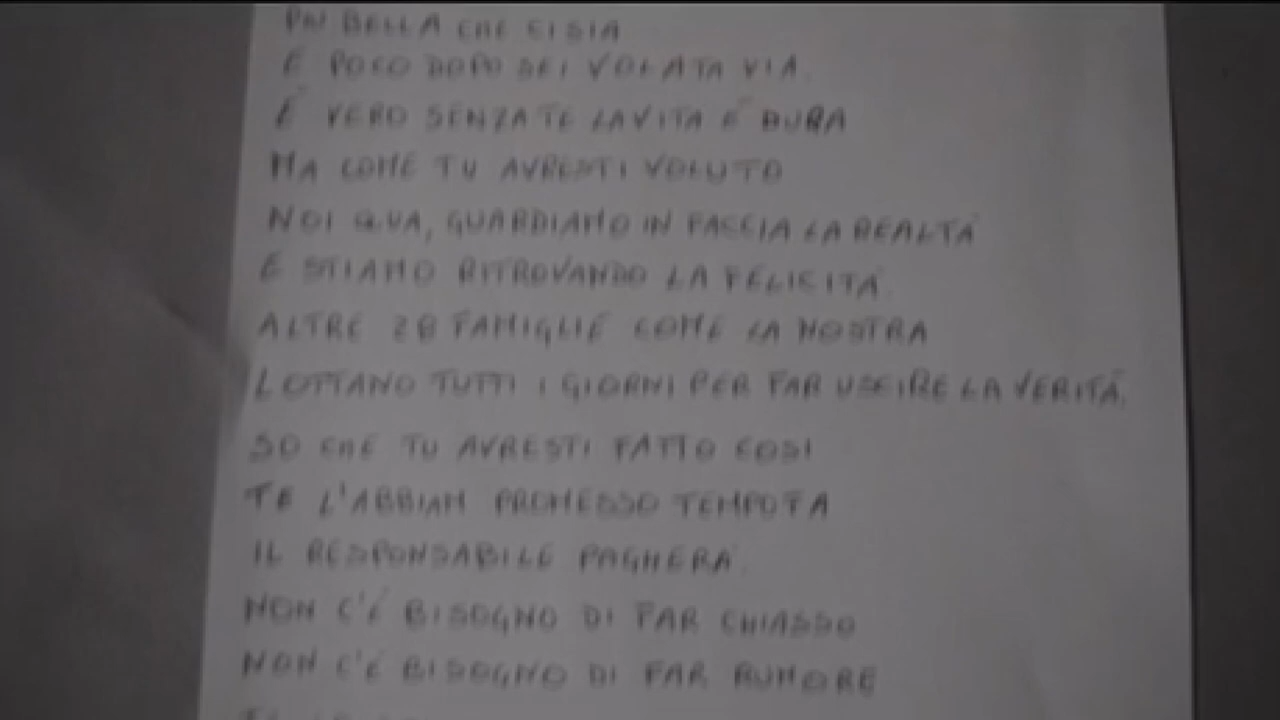 PIÙ BELLA CHE CI SIA
E POCO DOPO SEI VOLATA VIA.
È VERO SENZA TE LA VITA È DURA
MA COME TU AVRESTI VOLUTO
NOI QUA, GUARDIAMO IN FACCIA LA REALTÀ
E STIAMO RITROVANDO LA FELICITÀ.
ALTRE 28 FAMIGLIE COME LA NOSTRA
LOTTANO TUTTI I GIORNI PER FAR USCIRE LA VERITÀ.
SO CHE TU AVRESTI FATTO COSÌ
TE L'ABBIAM PROMESSO TEMPO FA
IL RESPONSABILE PAGHERÀ.
NON C'È BISOGNO DI FAR CHIASSO
NON C'È BISOGNO DI FAR RUMORE